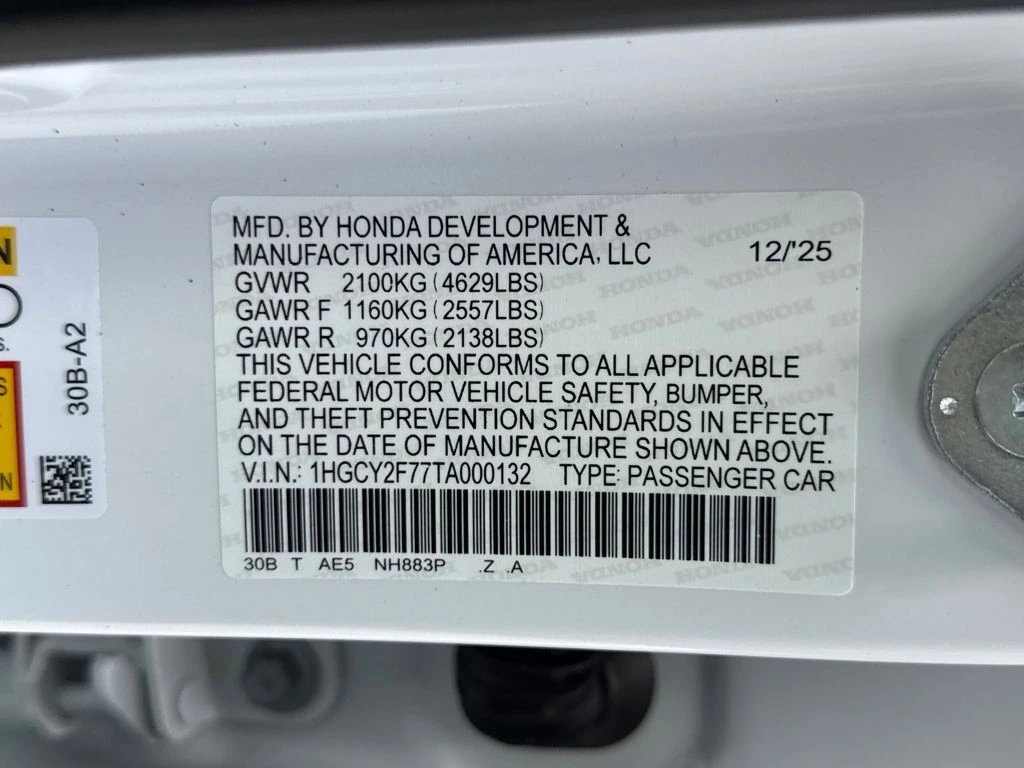 MFD. BY HONDA DEVELOPMENT &
MANUFACTURING OF AMERICA, LLC 12/'25
GVWR 2100KG (4629LBS)
GAWR F 1160KG (2557LBS)
GAWR R 970KG (2138LBS)
THIS VEHICLE CONFORMS TO ALL APPLICABLE
FEDERAL MOTOR VEHICLE SAFETY, BUMPER,
AND THEFT PREVENTION STANDARDS IN EFFECT
ON THE DATE OF MANUFACTURE SHOWN ABOVE.
V.I.N.: 1HGCY2F77TA000132 TYPE: PASSENGER CAR
30B T AE5 NH883P .Z .A
30B-A2
HONDA